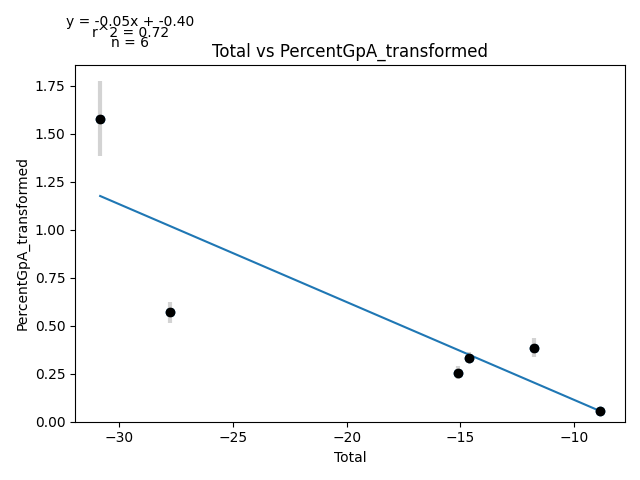 y = -0.05x + -0.40
r^2 = 0.72
n = 6
Total vs PercentGpA_transformed
1.75
1.50
1.25
1.00
0.75
0.50
0.25
0.00
PercentGpA_transformed
−30
−25
−20
−15
−10
Total